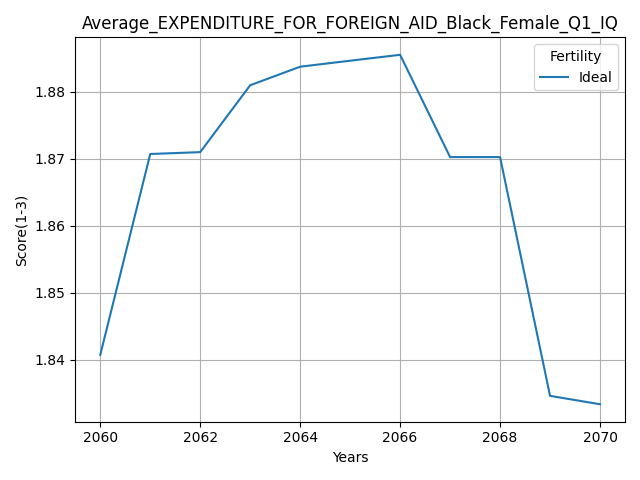 Average_EXPENDITURE_FOR_FOREIGN_AID_Black_Female_Q1_IQ
Fertility
Ideal
Score(1-3)
1.88
1.87
1.86
1.85
1.84
2060 2062 2064 2066 2068 2070
Years